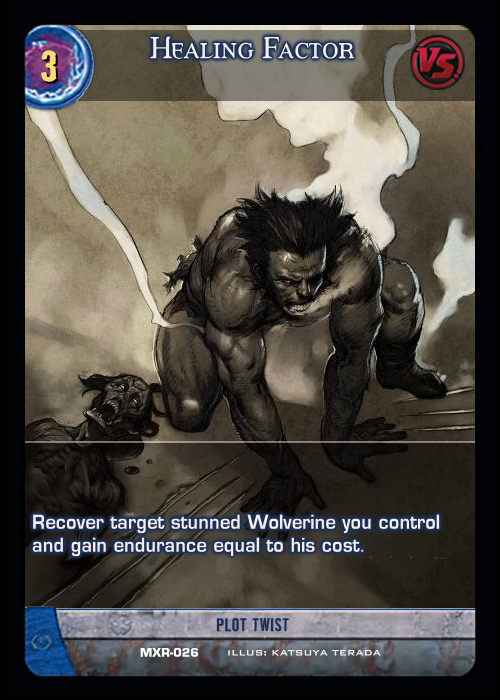 3
Healing Factor
VS.
Recover target stunned Wolverine you control
and gain endurance equal to his cost.
PLOT TWIST
MXR-026 ILLUS: KATSUYA TERADA